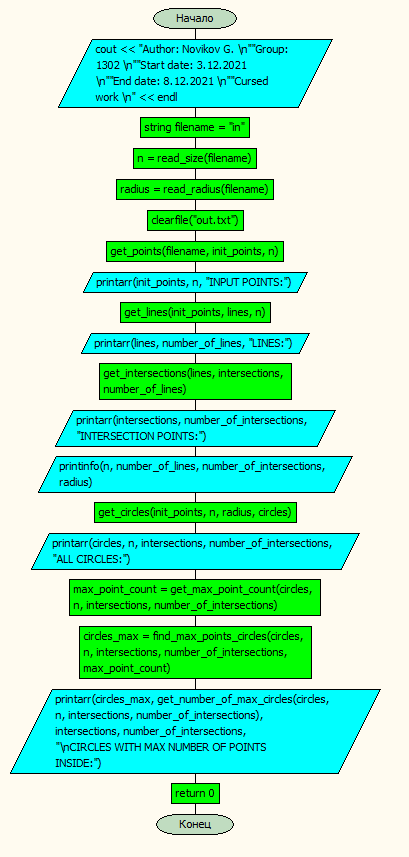 Начало
cout << "Author: Novikov G. \n""Group:
1302 \n""Start date: 3.12.2021
\n""End date: 8.12.2021 \n""Cursed
work \n" << endl
string filename = "in"
n = read_size(filename)
radius = read_radius(filename)
clearfile("out.txt")
get_points(filename, init_points, n)
printarr(init_points, n, "INPUT POINTS:")
get_lines(init_points, lines, n)
printarr(lines, number_of_lines, "LINES:")
get_intersections(lines, intersections,
number_of_lines)
printarr(intersections, number_of_intersections,
"INTERSECTION POINTS:")
printinfo(n, number_of_lines, number_of_intersections,
radius)
get_circles(init_points, n, radius, circles)
printarr(circles, n, intersections, number_of_intersections,
"ALL CIRCLES:")
max_point_count = get_max_point_count(circles,
n, intersections, number_of_intersections)
circles_max = find_max_points_circles(circles,
n, intersections, number_of_intersections,
max_point_count)
printarr(circles_max, get_number_of_max_circles(circles,
n, intersections, number_of_intersections),
intersections, number_of_intersections,
"\nCIRCLES WITH MAX NUMBER OF POINTS
INSIDE:")
return 0
Конец